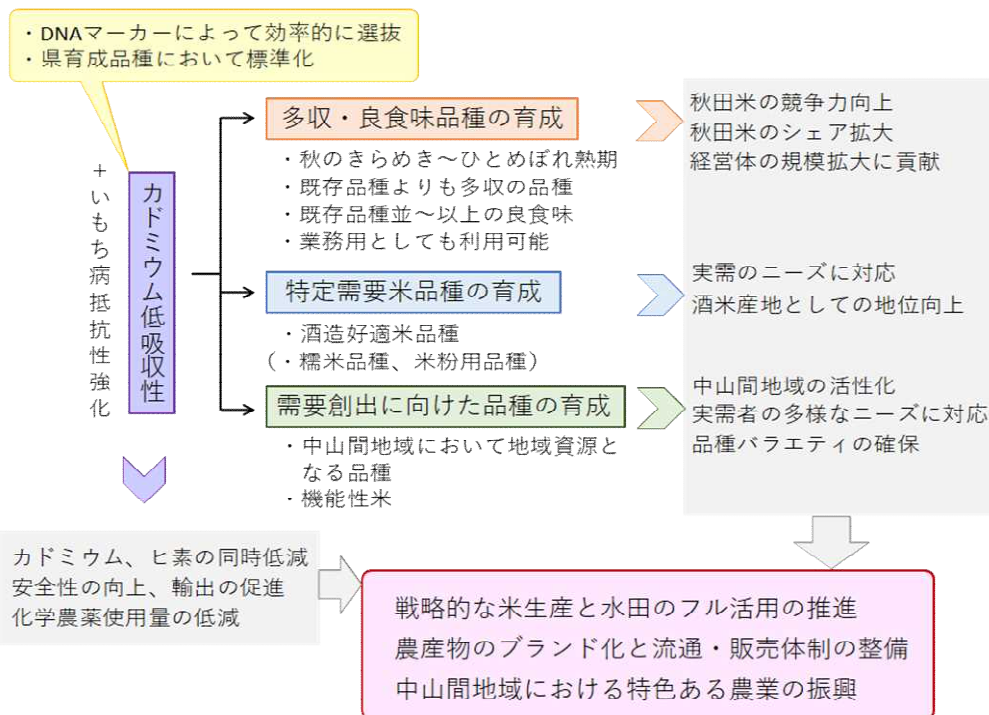 ・DNAマーカーによって効率的に選抜
・県育成品種において標準化
＋いもち病抵抗性強化
カドミウム低吸収性
多収・良食味品種の育成
・秋のきらめき～ひとめぼれ熟期
・既存品種よりも多収の品種
・既存品種並～以上の良食味
・業務用としても利用可能
秋田米の競争力向上
秋田米のシェア拡大
経営体の規模拡大に貢献
特定需要米品種の育成
・酒造好適米品種
（・糯米品種、米粉用品種）
実需のニーズに対応
酒米産地としての地位向上
需要創出に向けた品種の育成
・中山間地域において地域資源と
なる品種
・機能性米
中山間地域の活性化
実需者の多様なニーズに対応
品種バラエティの確保
カドミウム、ヒ素の同時低減
安全性の向上、輸出の促進
化学農薬使用量の低減
戦略的な米生産と水田のフル活用の推進
農産物のブランド化と流通・販売体制の整備
中山間地域における特色ある農業の振興